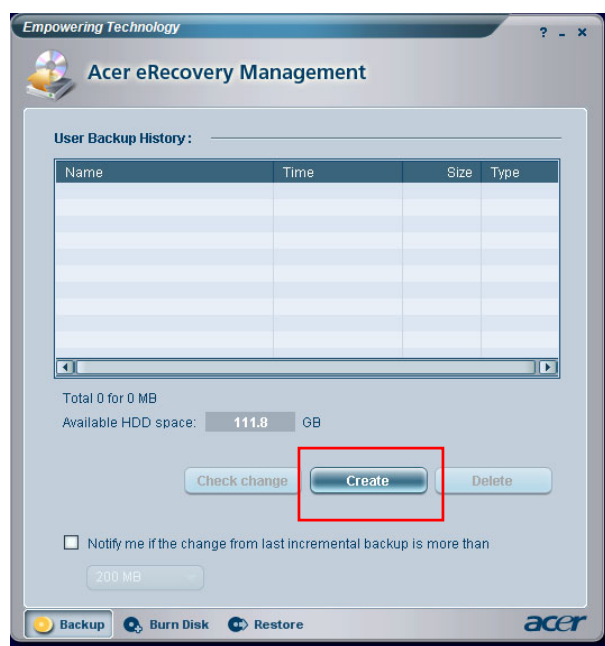 Empowering Technology
? - ×
Acer eRecovery Management
User Backup History :
Name Time Size Type
Total 0 for 0 MB
Available HDD space: 111.8 GB
Check change Create Delete
Notify me if the change from last incremental backup is more than
200 MB
Backup Burn Disk Restore acer